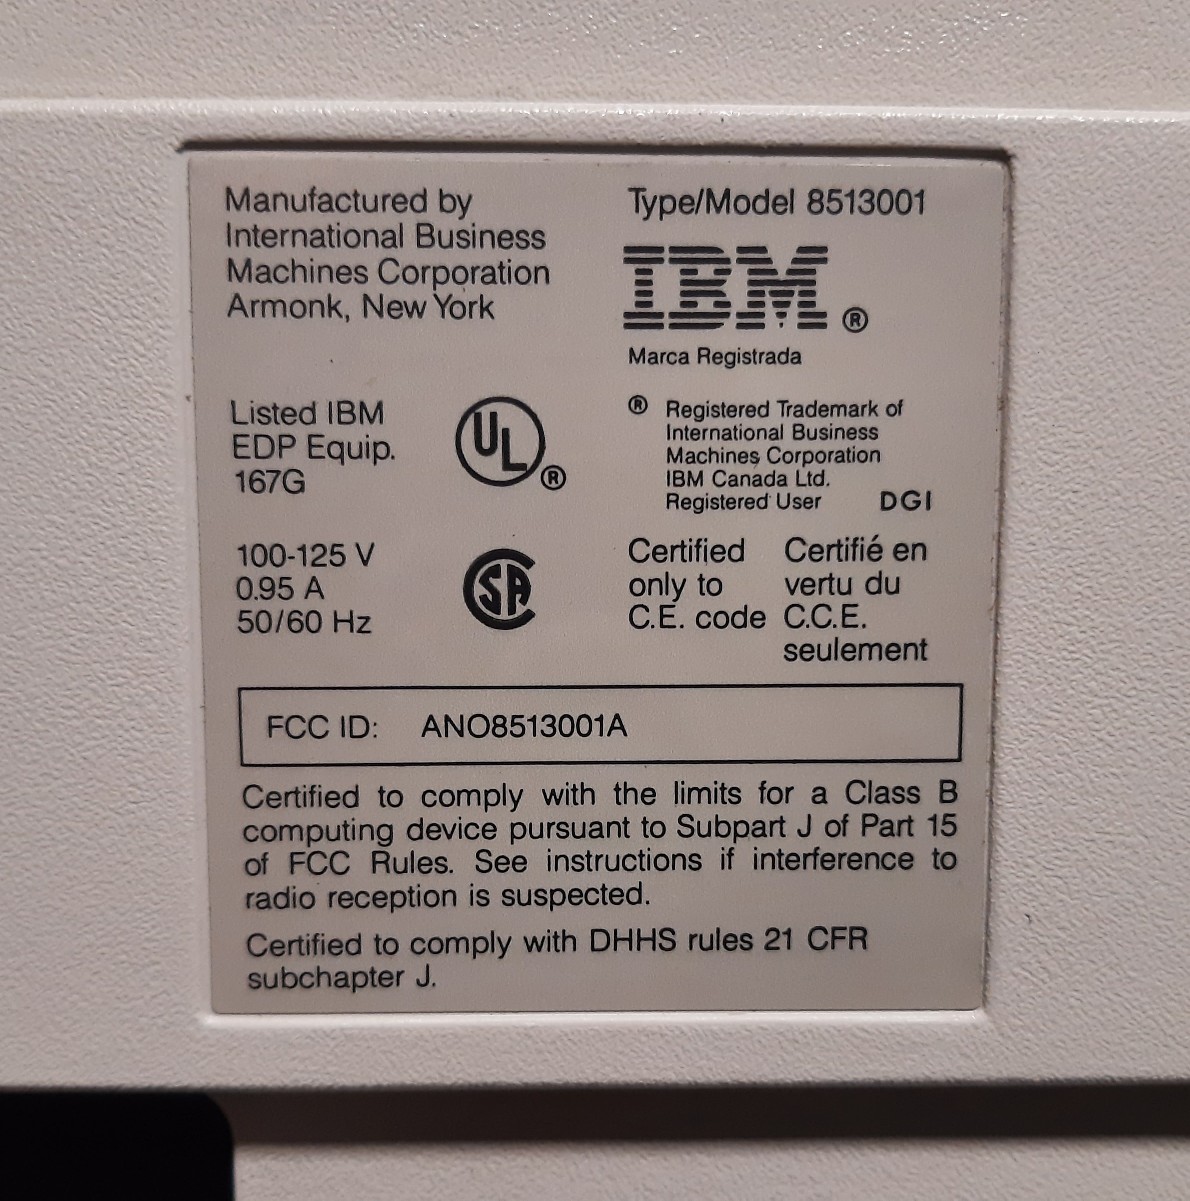 Manufactured by
International Business
Machines Corporation
Armonk, New York
Type/Model 8513001
IBM ®
Marca Registrada
Listed IBM
EDP Equip.
167G
UL ®
® Registered Trademark of
International Business
Machines Corporation
IBM Canada Ltd.
Registered User DGI
100-125 V
0.95 A
50/60 Hz
SA
Certified
only to
C.E. code
Certifié en
vertu du
C.C.E.
seulement
FCC ID: ANO8513001A
Certified to comply with the limits for a Class B
computing device pursuant to Subpart J of Part 15
of FCC Rules. See instructions if interference to
radio reception is suspected.
Certified to comply with DHHS rules 21 CFR
subchapter J.